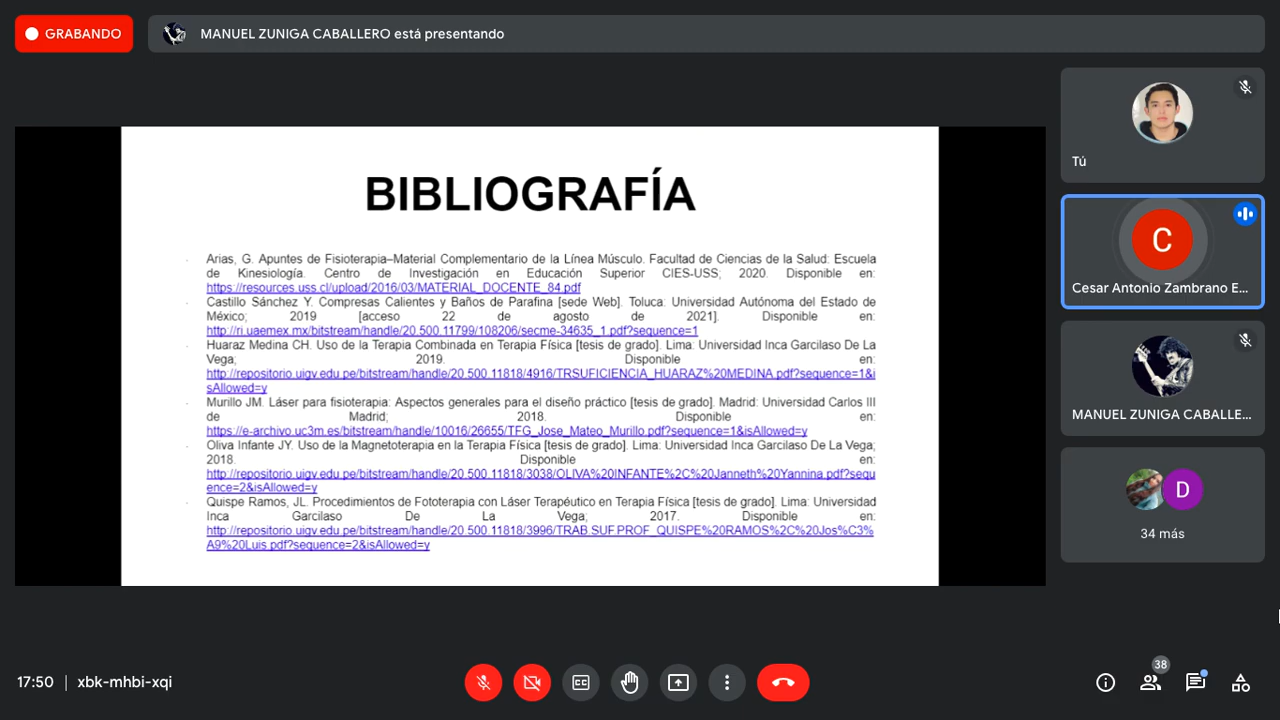 GRABANDO
MANUEL ZUNIGA CABALLERO está presentando
BIBLIOGRAFÍA
Arias, G. Apuntes de Fisioterapia–Material Complementario de la Línea Músculo. Facultad de Ciencias de la Salud: Escuela
de Kinesiología. Centro de Investigación en Educación Superior CIES-USS; 2020. Disponible en:
https://resources.uss.cl/upload/2016/03/MATERIAL_DOCENTE_84.pdf
Castillo Sánchez Y. Compresas Calientes y Baños de Parafina [sede Web]. Toluca: Universidad Autónoma del Estado de
México; 2019 [acceso 22 de agosto de 2021]. Disponible en:
http://ri.uaemex.mx/bitstream/handle/20.500.11799/108206/secme-34635_1.pdf?sequence=1
Huaraz Medina CH. Uso de la Terapia Combinada en Terapia Física [tesis de grado]. Lima: Universidad Inca Garcilaso De La
Vega; 2019. Disponible en:
http://repositorio.uigv.edu.pe/bitstream/handle/20.500.11818/4916/TRSUFICIENCIA_HUARAZ%20MEDINA.pdf?sequence=1&i
sAllowed=y
Murillo JM. Láser para fisioterapia: Aspectos generales para el diseño práctico [tesis de grado]. Madrid: Universidad Carlos III
de Madrid; 2018. Disponible en:
https://e-archivo.uc3m.es/bitstream/handle/10016/26655/TFG_Jose_Mateo_Murillo.pdf?sequence=1&isAllowed=y
Oliva Infante JY. Uso de la Magnetoterapia en la Terapia Física [tesis de grado]. Lima: Universidad Inca Garcilaso De La Vega;
2018. Disponible en:
http://repositorio.uigv.edu.pe/bitstream/handle/20.500.11818/3038/OLIVA%20INFANTE%2C%20Janneth%20Yannina.pdf?sequ
ence=2&isAllowed=y
Quispe Ramos, JL. Procedimientos de Fototerapia con Láser Terapéutico en Terapia Física [tesis de grado]. Lima: Universidad
Inca Garcilaso De La Vega; 2017. Disponible en:
http://repositorio.uigv.edu.pe/bitstream/handle/20.500.11818/3996/TRAB.SUF.PROF_QUISPE%20RAMOS%2C%20Jos%C3%
A9%20Luis.pdf?sequence=2&isAllowed=y
Tú
C
Cesar Antonio Zambrano E...
MANUEL ZUNIGA CABALLE...
D
34 más
17:50 | xbk-mhbi-xqi
CC
38